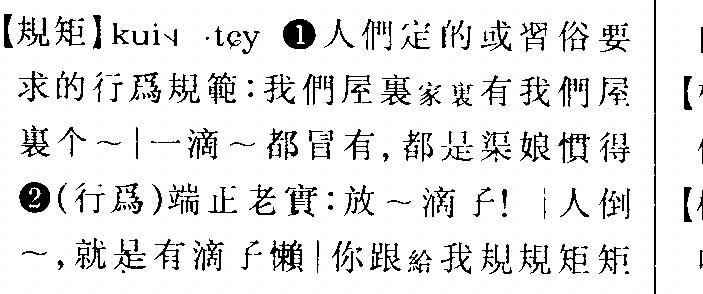 【規矩】kui˧˩ ·tɕy ❶人們定的或習俗要
求的行爲規範：我們屋裏家裏有我們屋
裏个～|一滴～都冒有，都是渠娘慣得
❷(行爲)端正老實：放～滴子！|人倒
～，就是有滴子懶|你跟給我規規矩矩